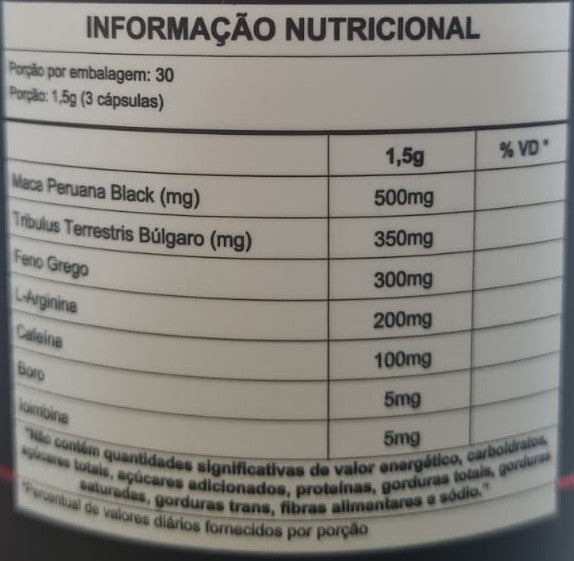 INFORMAÇÃO NUTRICIONAL
Porção por embalagem: 30
Porção: 1,5g (3 cápsulas)
1,5g % VD *
Maca Peruana Black (mg) 500mg
Tribulus Terrestris Búlgaro (mg) 350mg
Feno Grego 300mg
L-Arginina 200mg
Cafeína 100mg
Boro 5mg
Ioimbina 5mg
"Não contém quantidades significativas de valor energético, carboidratos,
açúcares totais, açúcares adicionados, proteínas, gorduras totais, gorduras
saturadas, gorduras trans, fibras alimentares e sódio."
*Percentual de valores diários fornecidos por porção